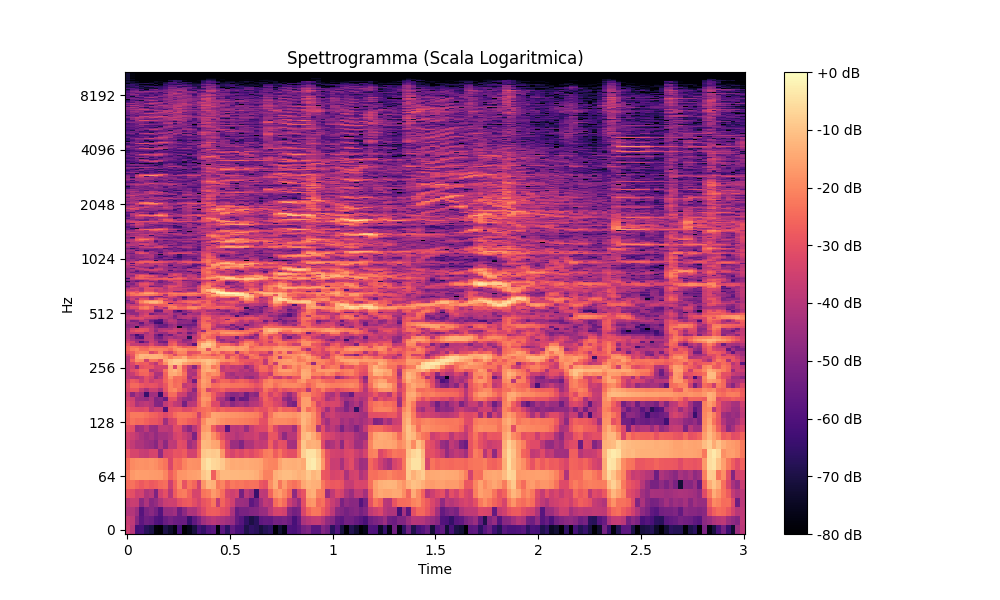 Spettrogramma (Scala Logaritmica)
Hz
8192
4096
2048
1024
512
256
128
64
0
0
0.5
1
1.5
2
2.5
3
Time
+0 dB
-10 dB
-20 dB
-30 dB
-40 dB
-50 dB
-60 dB
-70 dB
-80 dB